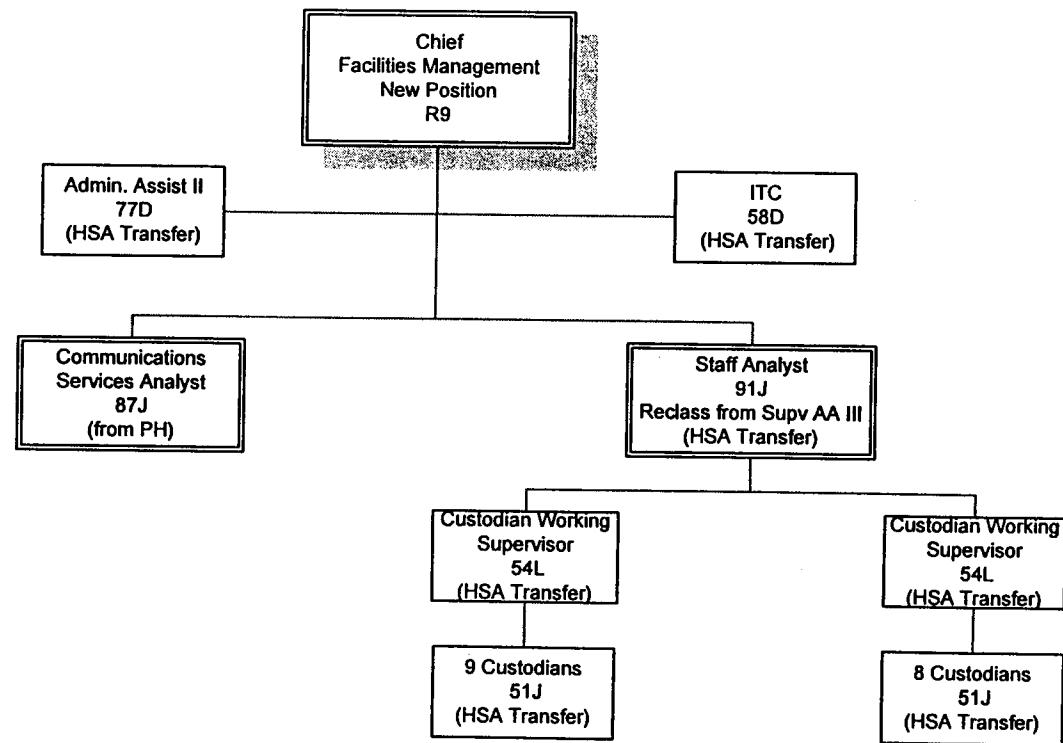 Chief
Facilities Management
New Position
R9
Admin. Assist II
77D
(HSA Transfer)
ITC
58D
(HSA Transfer)
Communications
Services Analyst
87J
(from PH)
Staff Analyst
91J
Reclass from Supv AA III
(HSA Transfer)
Custodian Working
Supervisor
54L
(HSA Transfer)
Custodian Working
Supervisor
54L
(HSA Transfer)
9 Custodians
51J
(HSA Transfer)
8 Custodians
51J
(HSA Transfer)